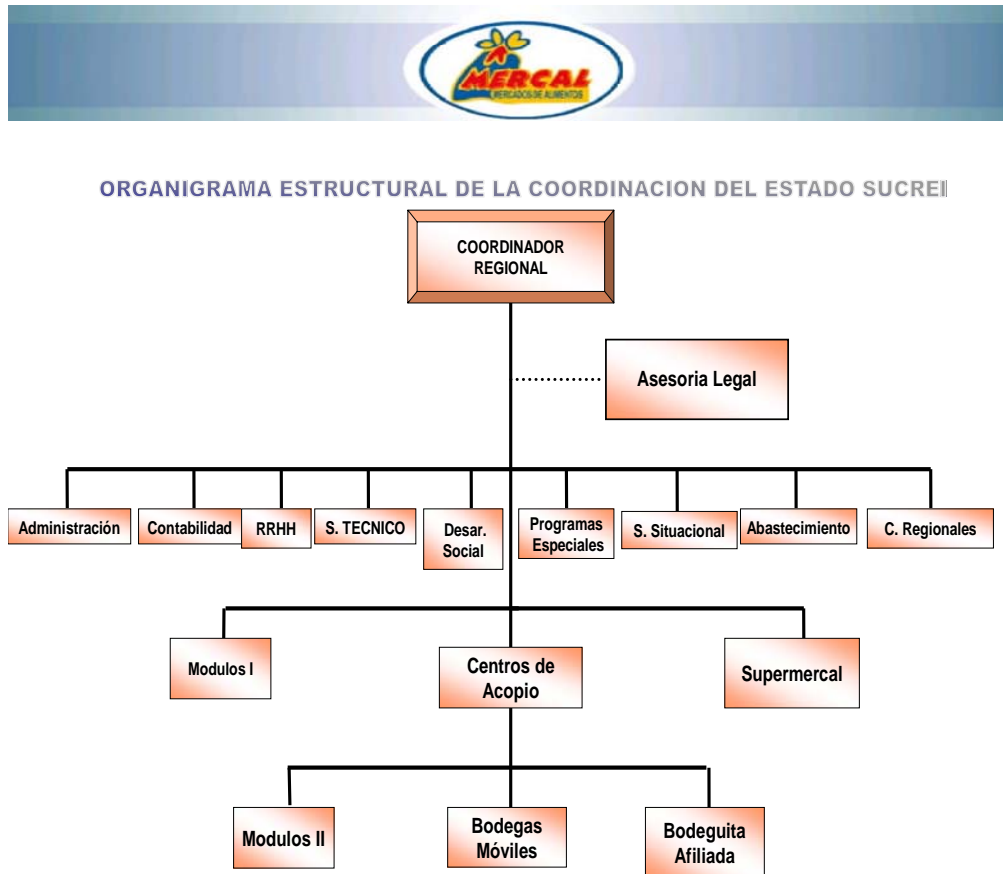 MERCAL
MERCADOS DE ALIMENTOS
ORGANIGRAMA ESTRUCTURAL DE LA COORDINACION DEL ESTADO SUCRE
COORDINADOR
REGIONAL
Asesoria Legal
Administración
Contabilidad
RRHH
S. TECNICO
Desar.
Social
Programas
Especiales
S. Situacional
Abastecimiento
C. Regionales
Modulos I
Centros de
Acopio
Supermercal
Modulos II
Bodegas
Móviles
Bodeguita
Afiliada